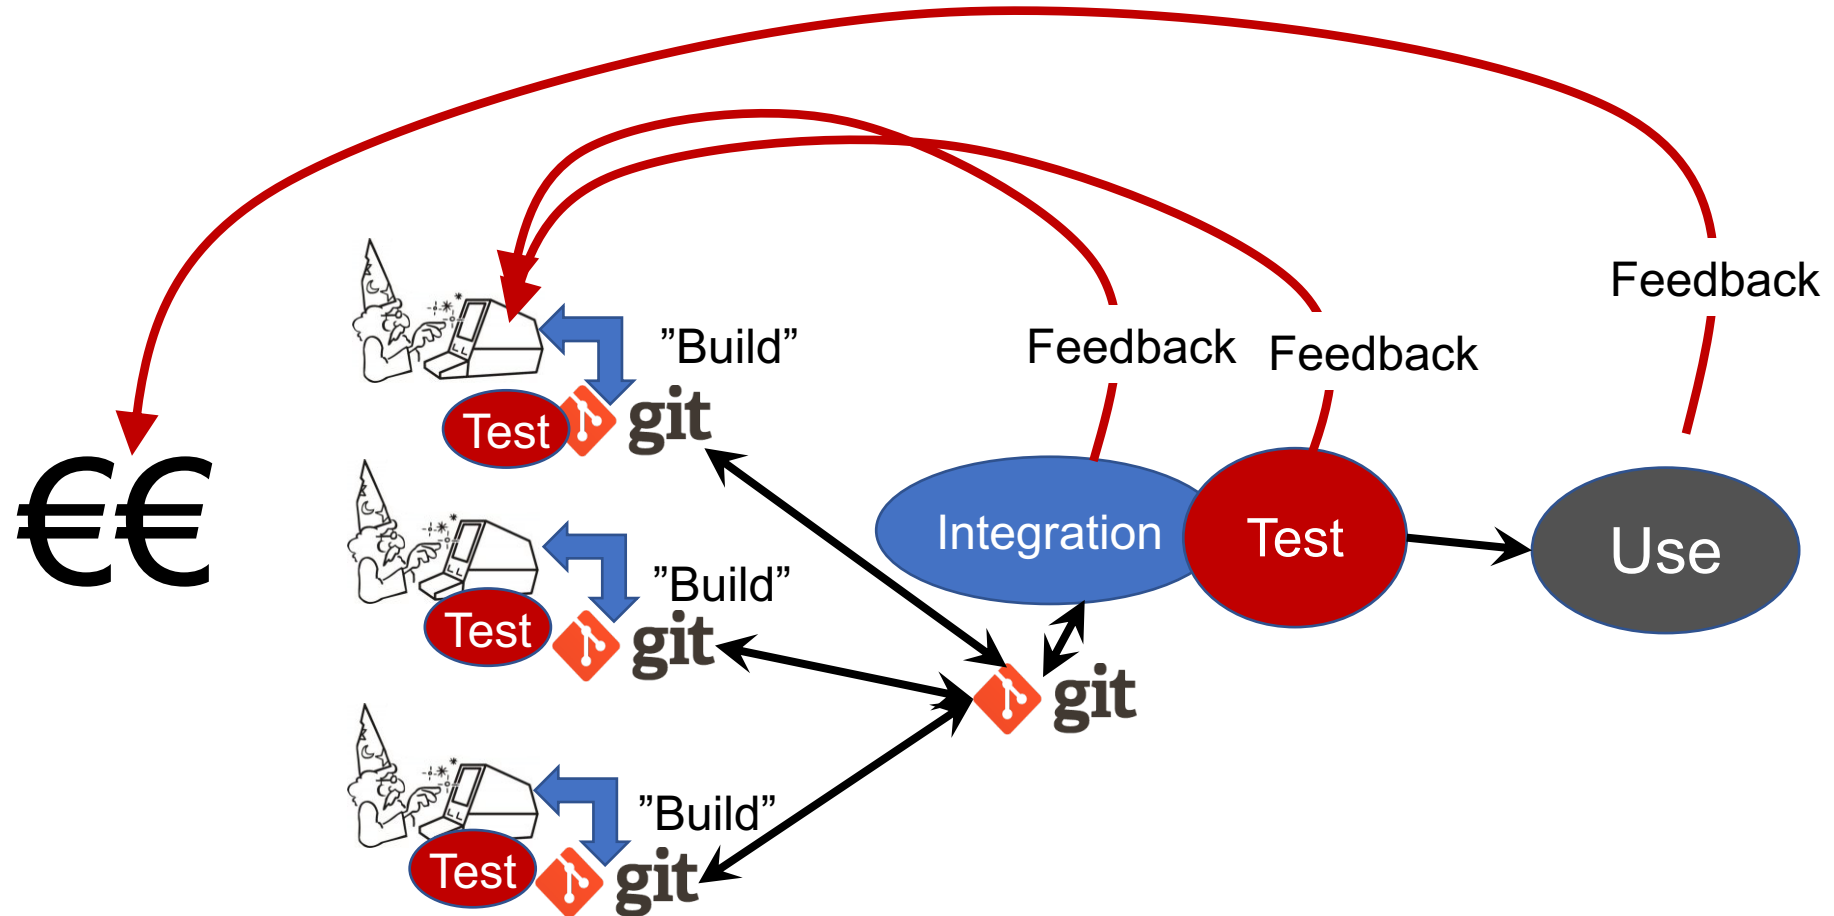 Feedback
”Build”
Feedback
Feedback
Test
git
€€
Integration
Test
Use
”Build”
Test
git
git
”Build”
Test
git